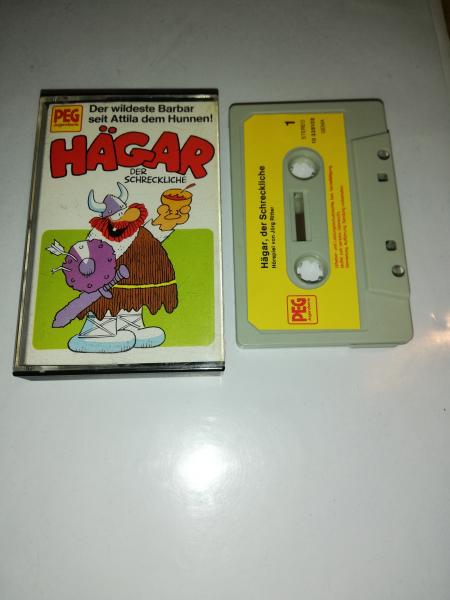 PEG
Der wildeste Barbar
seit Attila dem Hunnen!
HÄGAR
DER
SCHRECKLICHE
1
STEREO
GEMA
Hägar, der Schreckliche
Hörspiel von Jörg Ritter
PEG